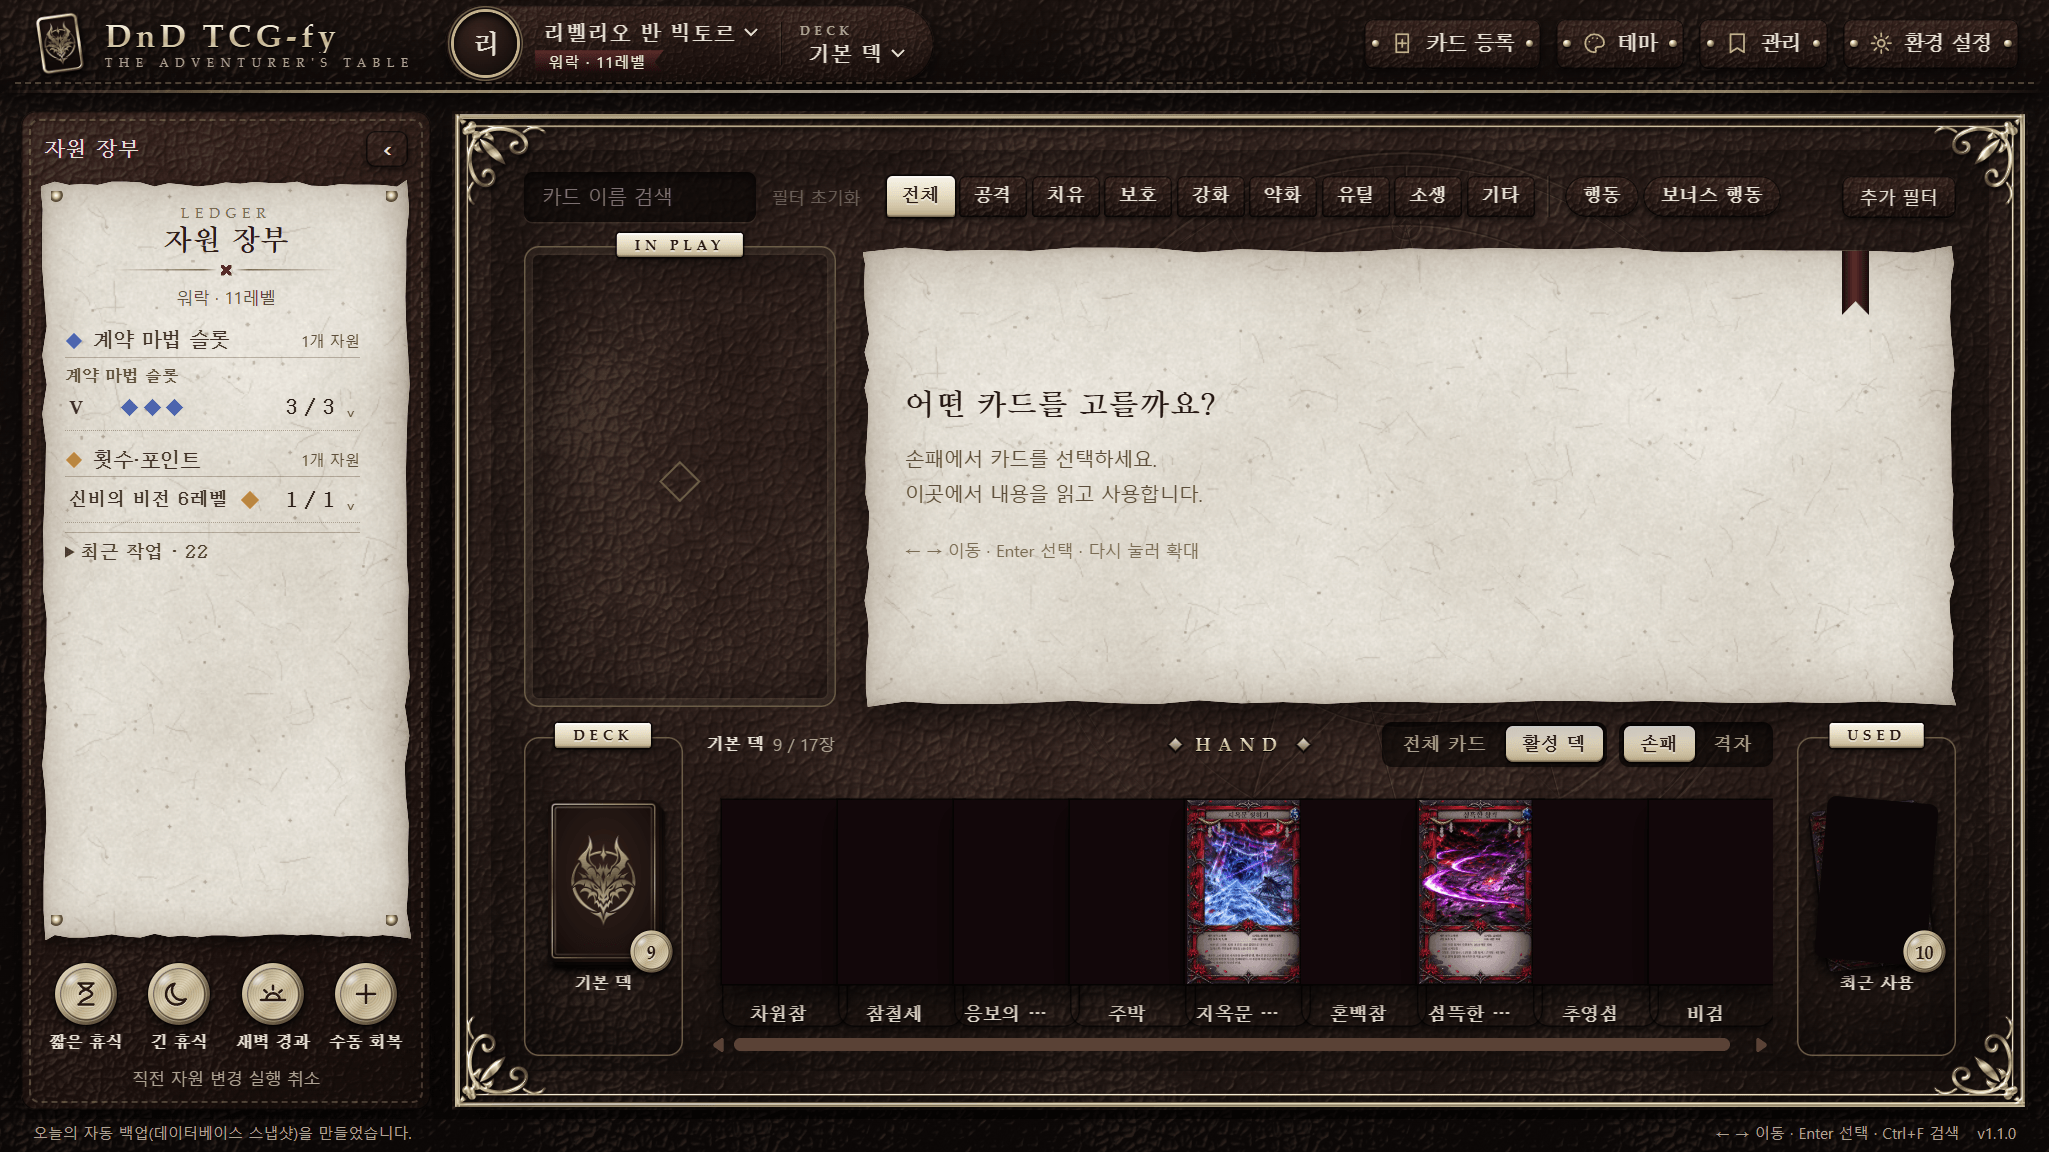 DnD TCG-fy
THE ADVENTURER'S TABLE
리
리벨리오 반 빅토르
워락 · 11레벨
DECK
기본 덱
카드 등록
테마
관리
환경 설정
자원 장부
LEDGER
자원 장부
워락 · 11레벨
계약 마법 슬롯 1개 자원
계약 마법 슬롯
V 3 / 3
횟수·포인트 1개 자원
신비의 비전 6레벨 1 / 1
최근 작업 · 22
짧은 휴식 긴 휴식 새벽 경과 수동 회복
직전 자원 변경 실행 취소
카드 이름 검색 필터 초기화 전체 공격 치유 보호 강화 약화 유틸 소생 기타 행동 보너스 행동 추가 필터
IN PLAY
어떤 카드를 고를까요?
손패에서 카드를 선택하세요.
이곳에서 내용을 읽고 사용합니다.
← → 이동 · Enter 선택 · 다시 눌러 확대
DECK
9
기본 덱
기본 덱 9 / 17장
HAND
전체 카드 활성 덱 손패 격자
차원참 참철세 응보의 ··· 주박 지옥문 ··· 혼백참 섬뜩한 ··· 추영섬 비검
USED
10
최근 사용
오늘의 자동 백업(데이터베이스 스냅샷)을 만들었습니다.
← → 이동 · Enter 선택 · Ctrl+F 검색 v1.1.0